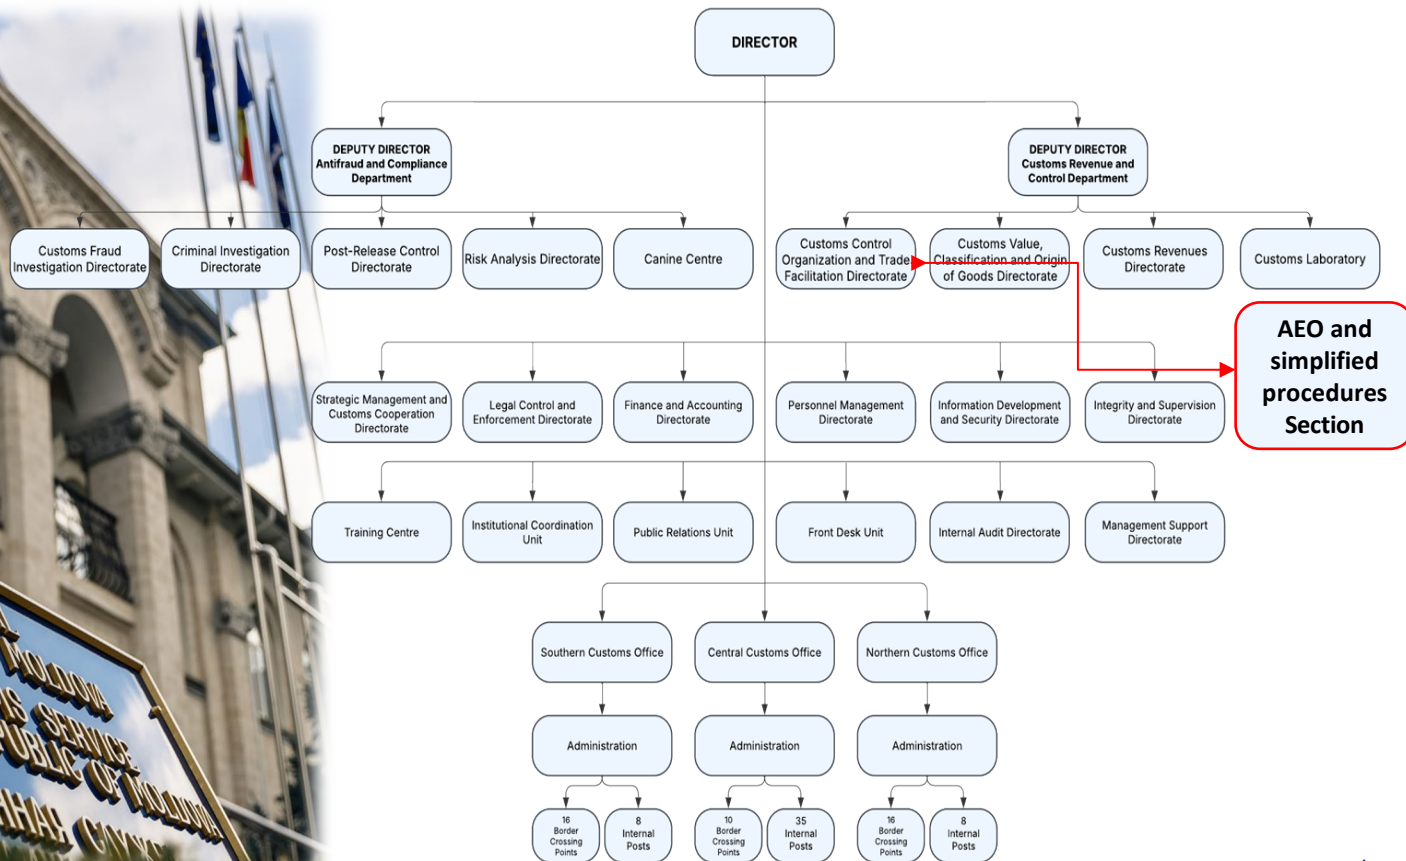 DIRECTOR
DEPUTY DIRECTOR
Antifraud and Compliance
Department
DEPUTY DIRECTOR
Customs Revenue and
Control Department
Customs Fraud
Investigation Directorate
Criminal Investigation
Directorate
Post-Release Control
Directorate
Risk Analysis Directorate
Canine Centre
Customs Control
Organization and Trade
Facilitation Directorate
Customs Value,
Classification and Origin
of Goods Directorate
Customs Revenues
Directorate
Customs Laboratory
AEO and
simplified
procedures
Section
Strategic Management and
Customs Cooperation
Directorate
Legal Control and
Enforcement Directorate
Finance and Accounting
Directorate
Personnel Management
Directorate
Information Development
and Security Directorate
Integrity and Supervision
Directorate
Training Centre
Institutional Coordination
Unit
Public Relations Unit
Front Desk Unit
Internal Audit Directorate
Management Support
Directorate
Southern Customs Office
Central Customs Office
Northern Customs Office
Administration
Administration
Administration
16
Border
Crossing
Points
8
Internal
Posts
10
Border
Crossing
Points
35
Internal
Posts
16
Border
Crossing
Points
8
Internal
Posts
MOLDOVA
SERVICE
OF MOLDOVA